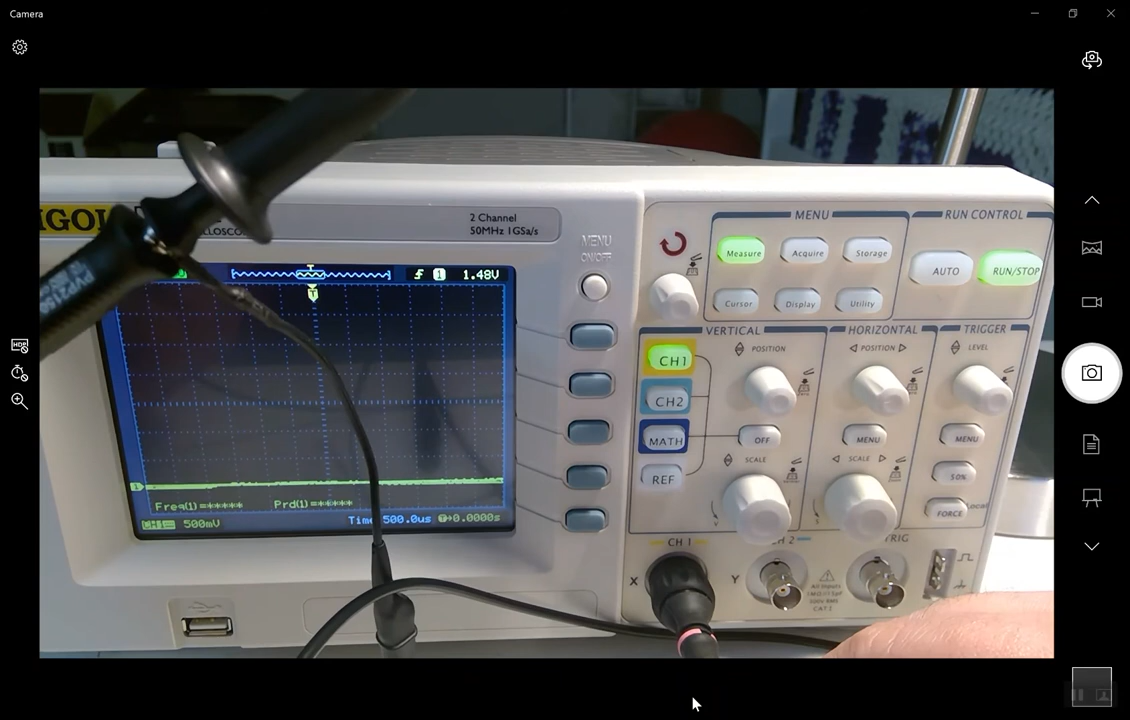 Camera
2 Channel
50MHz 1GSa/s
MENU
ON/OFF
MENU
RUN CONTROL
Measure
Acquire
Storage
AUTO
RUN/STOP
Cursor
Display
Utility
1
1.48V
T
VERTICAL
HORIZONTAL
TRIGGER
CH1
POSITION
POSITION
LEVEL
CH2
MATH
OFF
MENU
MENU
REF
SCALE
SCALE
50%
FORCE
Local
Freq(1)=*****
Prd(1)=*****
CH1
500mV
Time 500.0us
+0.0000s
CH 1
X
Y